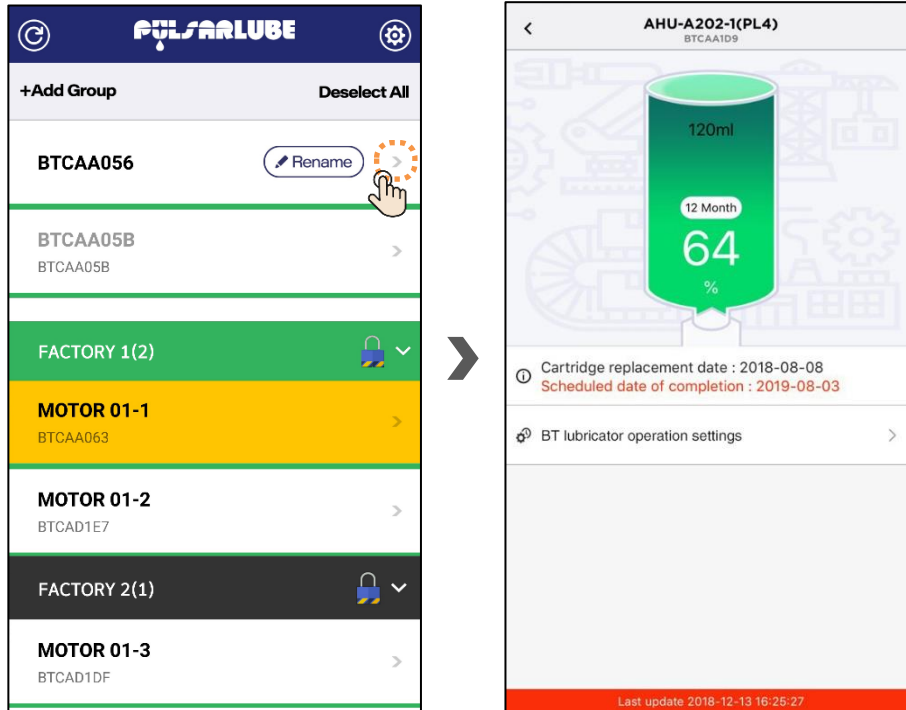 PULSARLUBE
+Add Group
Deselect All
BTCAA056
Rename
BTCAA05B
BTCAA05B
FACTORY 1(2)
MOTOR 01-1
BTCAA063
MOTOR 01-2
BTCAD1E7
FACTORY 2(1)
MOTOR 01-3
BTCAD1DF
AHU-A202-1(PL4)
BTCAA1D9
120ml
12 Month
64
%
Cartridge replacement date : 2018-08-08
Scheduled date of completion : 2019-08-03
BT lubricator operation settings
Last update 2018-12-13 16:25:27